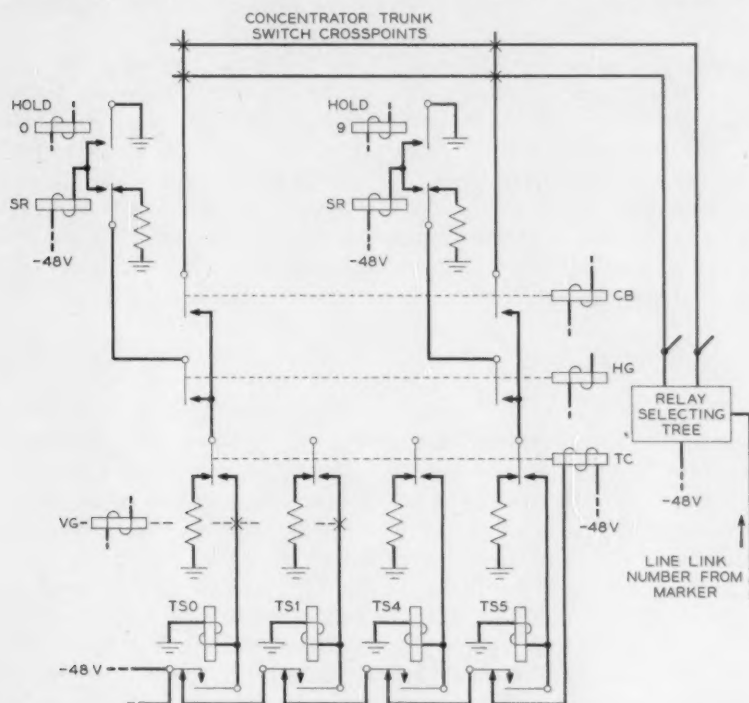 CONCENTRATOR TRUNK
SWITCH CROSSPOINTS
HOLD
0
SR
-48V
HOLD
9
SR
-48V
CB
HG
RELAY
SELECTING
TREE
TC
-48V
-48V
VG
LINE LINK
NUMBER FROM
MARKER
TS0
TS1
TS4
TS5
-48V